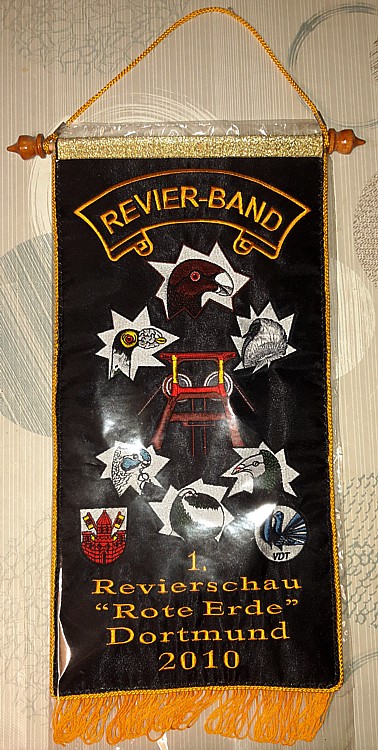 REVIER-BAND
VDT
1.
Revierschau
"Rote Erde"
Dortmund
2010